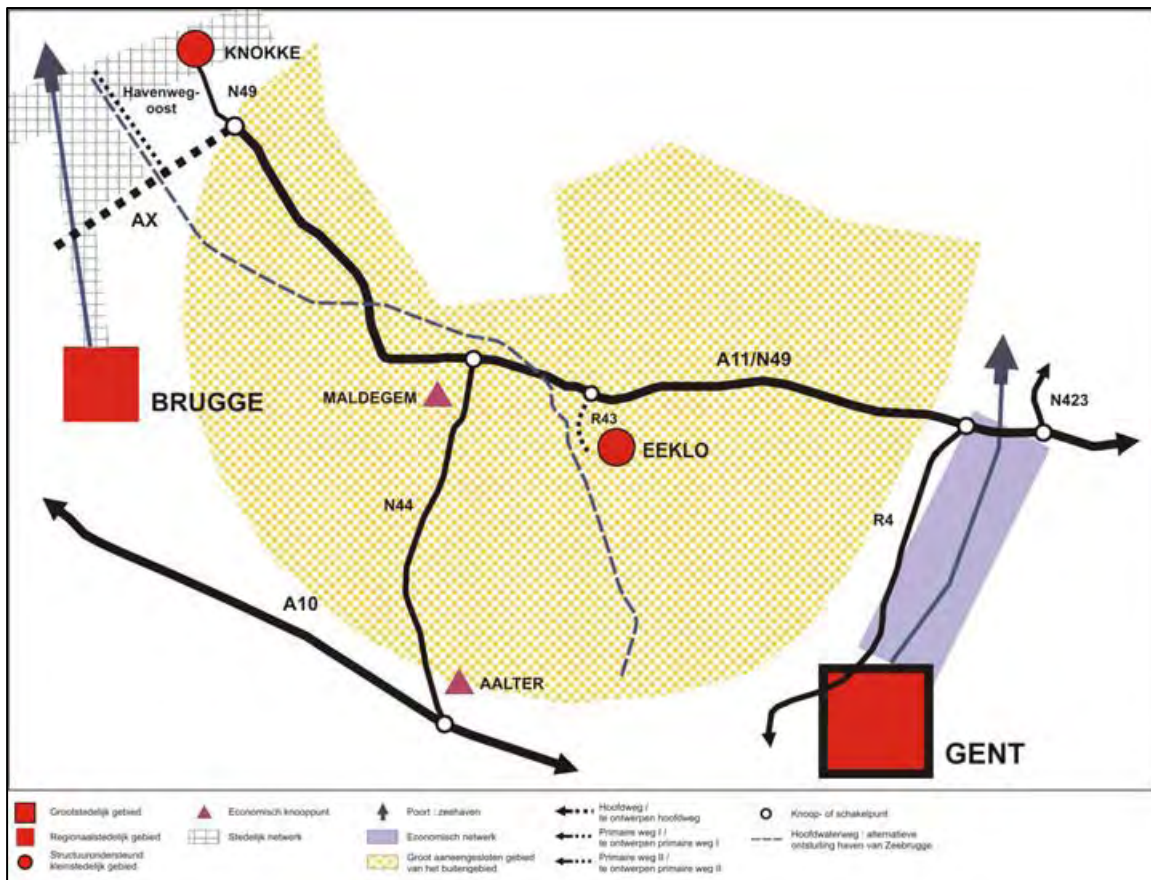 KNOKKE
Havenweg-
oost
N49
AX
BRUGGE
MALDEGEM
A11/N49
R43
EEKLO
N423
N44
R4
A10
AALTER
GENT
Grootstedelijk gebied
Regionaalstedelijk gebied
Structuurondersteund
kleinstedelijk gebied
Economisch knooppunt
Stedelijk netwerk
Poort : zeehaven
Economisch netwerk
Groot aaneengesloten gebied
van het buitengebied
Hoofdweg /
te ontwerpen hoofdweg
Primaire weg I /
te ontwerpen primaire weg I
Primaire weg II /
te ontwerpen primaire weg II
Knoop- of schakelpunt
Hoofdwaterweg : alternatieve
ontsluiting haven van Zeebrugge